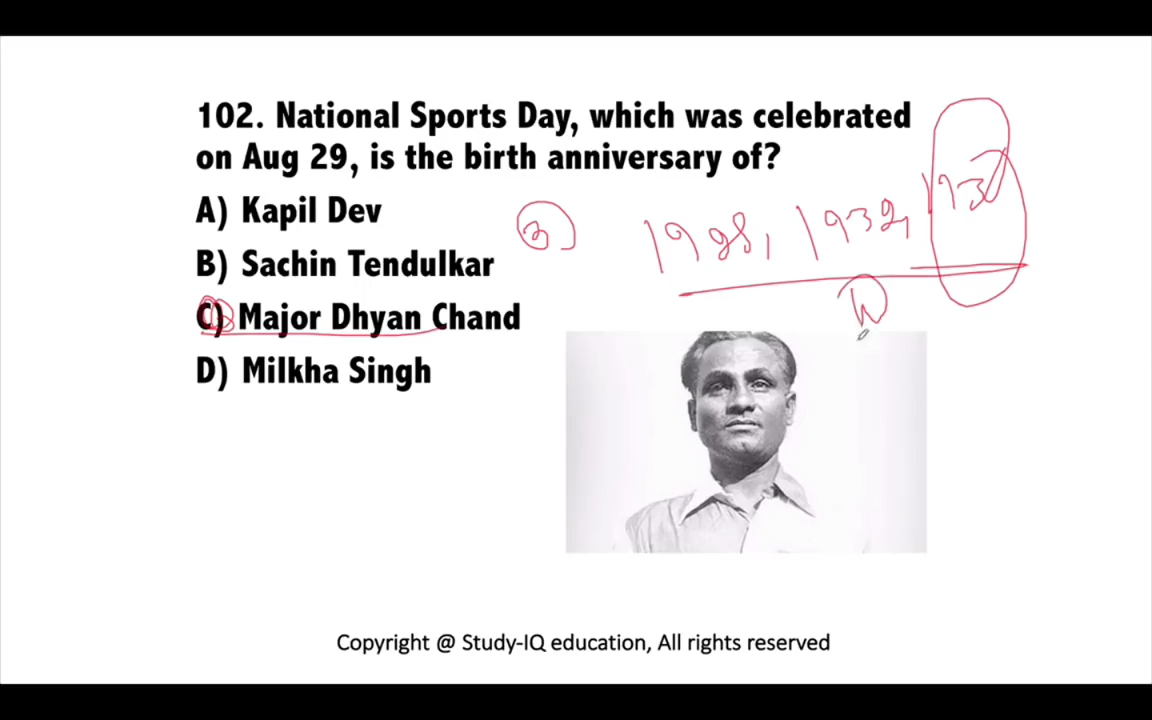 102. National Sports Day, which was celebrated
on Aug 29, is the birth anniversary of?
A) Kapil Dev
B) Sachin Tendulkar
C) Major Dhyan Chand
D) Milkha Singh
1928, 1932,
Copyright @ Study-IQ education, All rights reserved